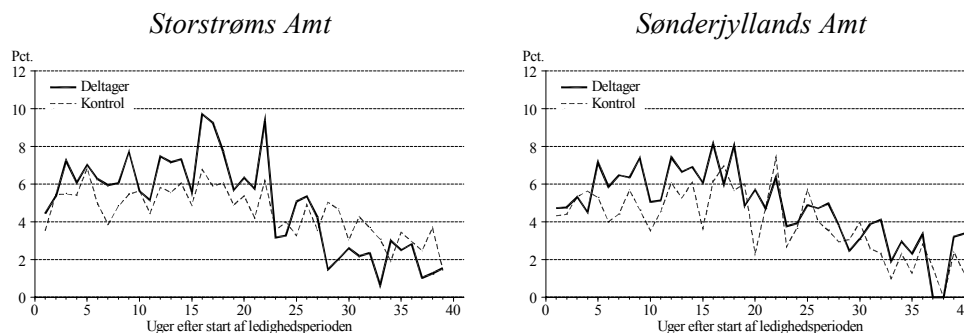 Storstrøms Amt
Pct.
12
10
8
6
4
2
0
Deltager
Kontrol
0 5 10 15 20 25 30 35 40
Uger efter start af ledighedsperioden
Sønderjyllands Amt
Pct.
12
10
8
6
4
2
0
Deltager
Kontrol
0 5 10 15 20 25 30 35 40
Uger efter start af ledighedsperioden